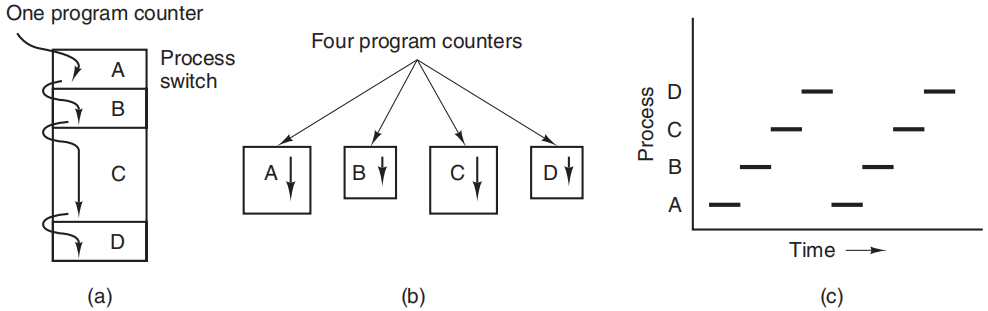 One program counter
Process
switch
A
B
C
D
(a)
Four program counters
A
B
C
D
(b)
Process
D
C
B
A
Time
(c)